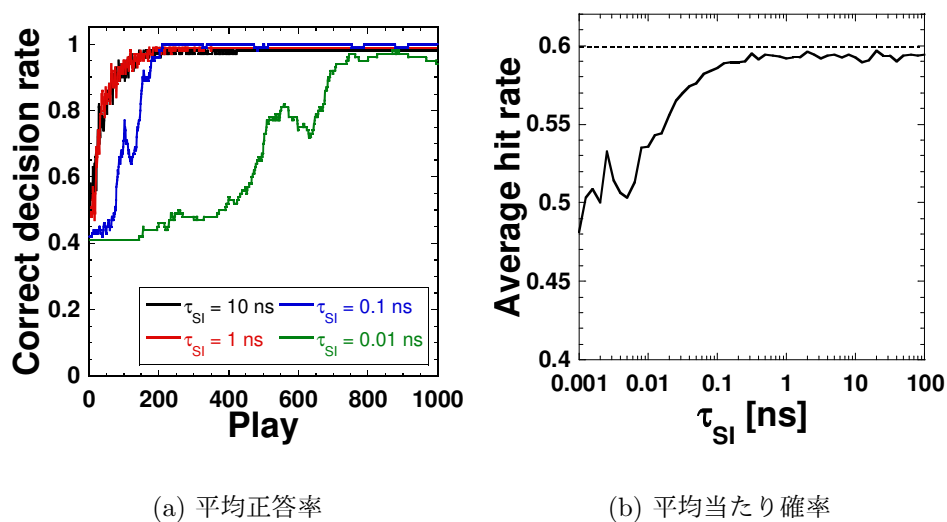 Correct decision rate
1
0.8
0.6
0.4
0.2
0
τSI = 10 ns
τSI = 0.1 ns
τSI = 1 ns
τSI = 0.01 ns
0 200 400 600 800 1000
Play
(a) 平均正答率
Average hit rate
0.6
0.55
0.5
0.45
0.4
0.001 0.01 0.1 1 10 100
τSI [ns]
(b) 平均当たり確率